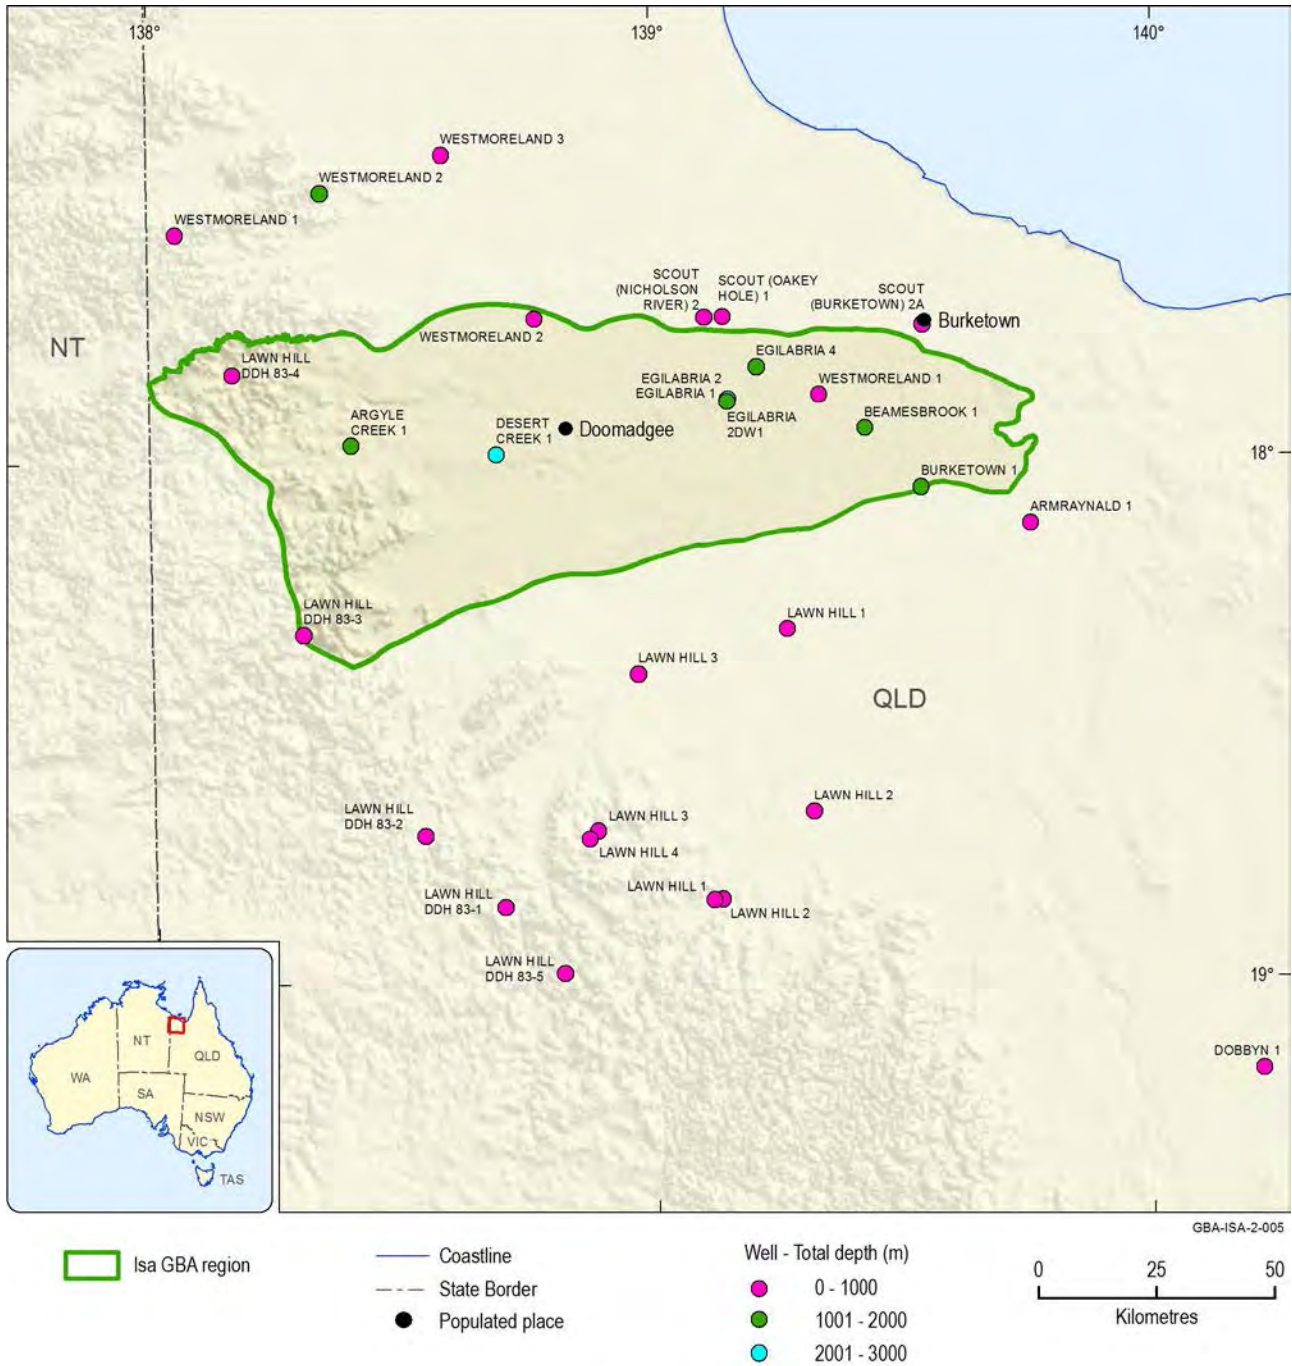 138°
139°
140°
WESTMORELAND 3
WESTMORELAND 2
WESTMORELAND 1
SCOUT
(NICHOLSON
RIVER) 2
SCOUT (OAKEY
HOLE) 1
SCOUT
(BURKETOWN) 2A
Burketown
WESTMORELAND 2
NT
LAWN HILL
DDH 83-4
EGILABRIA 4
EGILABRIA 2
EGILABRIA 1
WESTMORELAND 1
EGILABRIA
2DW1
BEAMESBROOK 1
ARGYLE
CREEK 1
DESERT
CREEK 1
Doomadgee
18°
BURKETOWN 1
ARMRAYNALD 1
LAWN HILL
DDH 83-3
LAWN HILL 1
LAWN HILL 3
QLD
LAWN HILL 2
LAWN HILL
DDH 83-2
LAWN HILL 3
LAWN HILL 4
LAWN HILL 1
LAWN HILL 2
LAWN HILL
DDH 83-1
LAWN HILL
DDH 83-5
19°
DOBBYN 1
NT
QLD
WA
SA
NSW
VIC
TAS
GBA-ISA-2-005
Isa GBA region
Coastline
State Border
Populated place
Well - Total depth (m)
0 - 1000
1001 - 2000
2001 - 3000
0 25 50
Kilometres